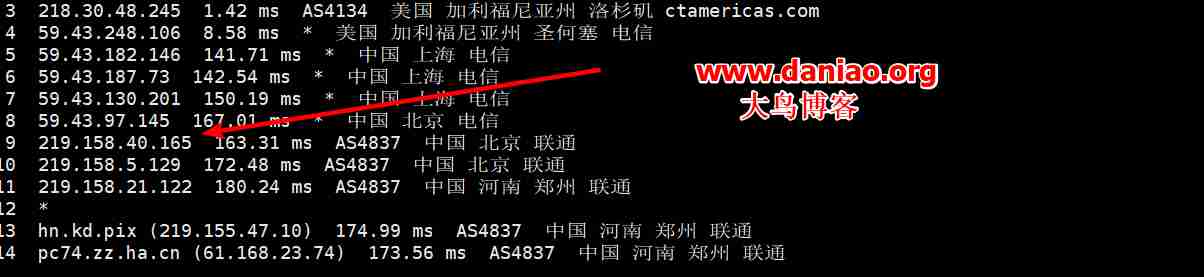 3 218.30.48.245 1.42 ms AS4134 美国 加利福尼亚州 洛杉矶 ctamericas.com
4 59.43.248.106 8.58 ms * 美国 加利福尼亚州 圣何塞 电信
5 59.43.182.146 141.71 ms * 中国 上海 电信
6 59.43.187.73 142.54 ms * 中国 上海 电信
7 59.43.130.201 150.19 ms * 中国 上海 电信
8 59.43.97.145 167.01 ms * 中国 北京 电信
9 219.158.40.165 163.31 ms AS4837 中国 北京 联通
10 219.158.5.129 172.48 ms AS4837 中国 北京 联通
11 219.158.21.122 180.24 ms AS4837 中国 河南 郑州 联通
12 *
13 hn.kd.pix (219.155.47.10) 174.99 ms AS4837 中国 河南 郑州 联通
14 pc74.zz.ha.cn (61.168.23.74) 173.56 ms AS4837 中国 河南 郑州 联通
www.daniao.org
大鸟博客